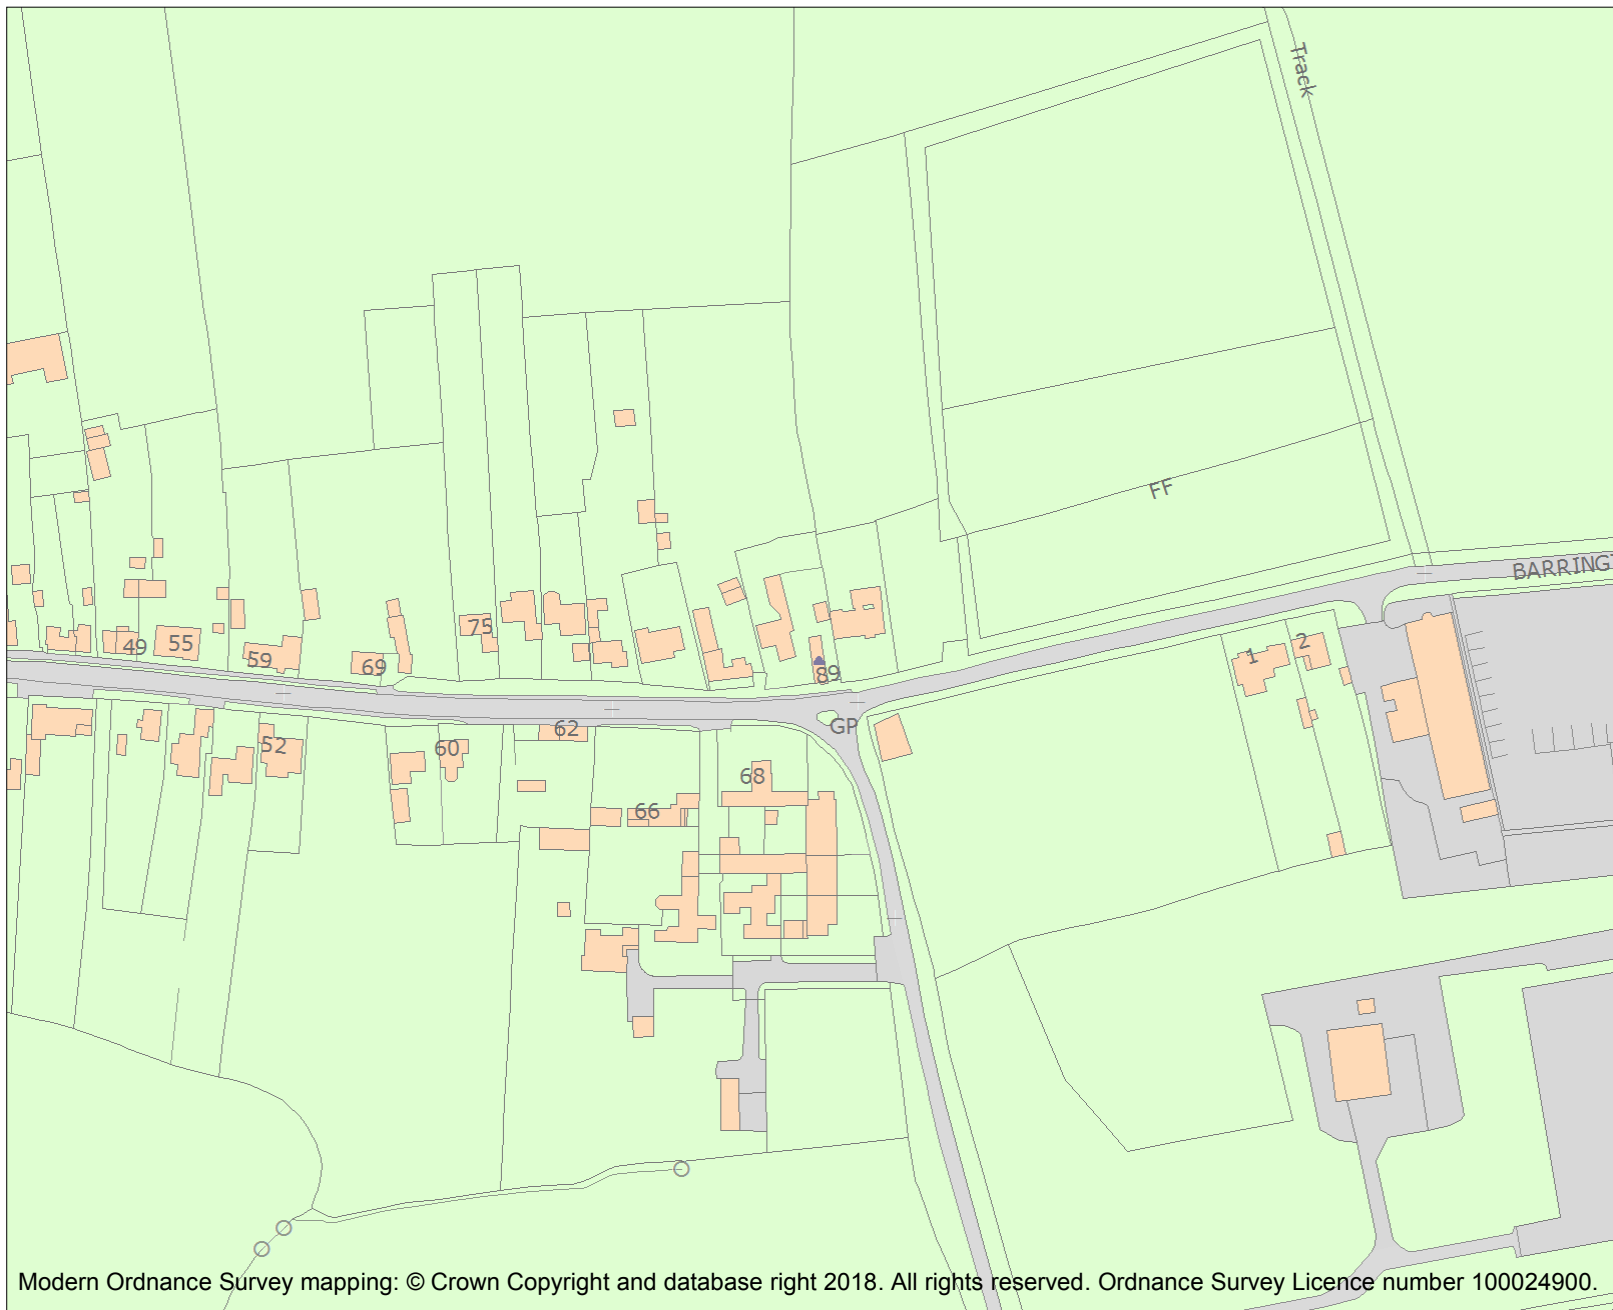 Track
FF
BARRING
49
55
59
69
75
89
1
2
GP
52
60
62
68
66
Modern Ordnance Survey mapping: © Crown Copyright and database right 2018. All rights reserved. Ordnance Survey Licence number 100024900.